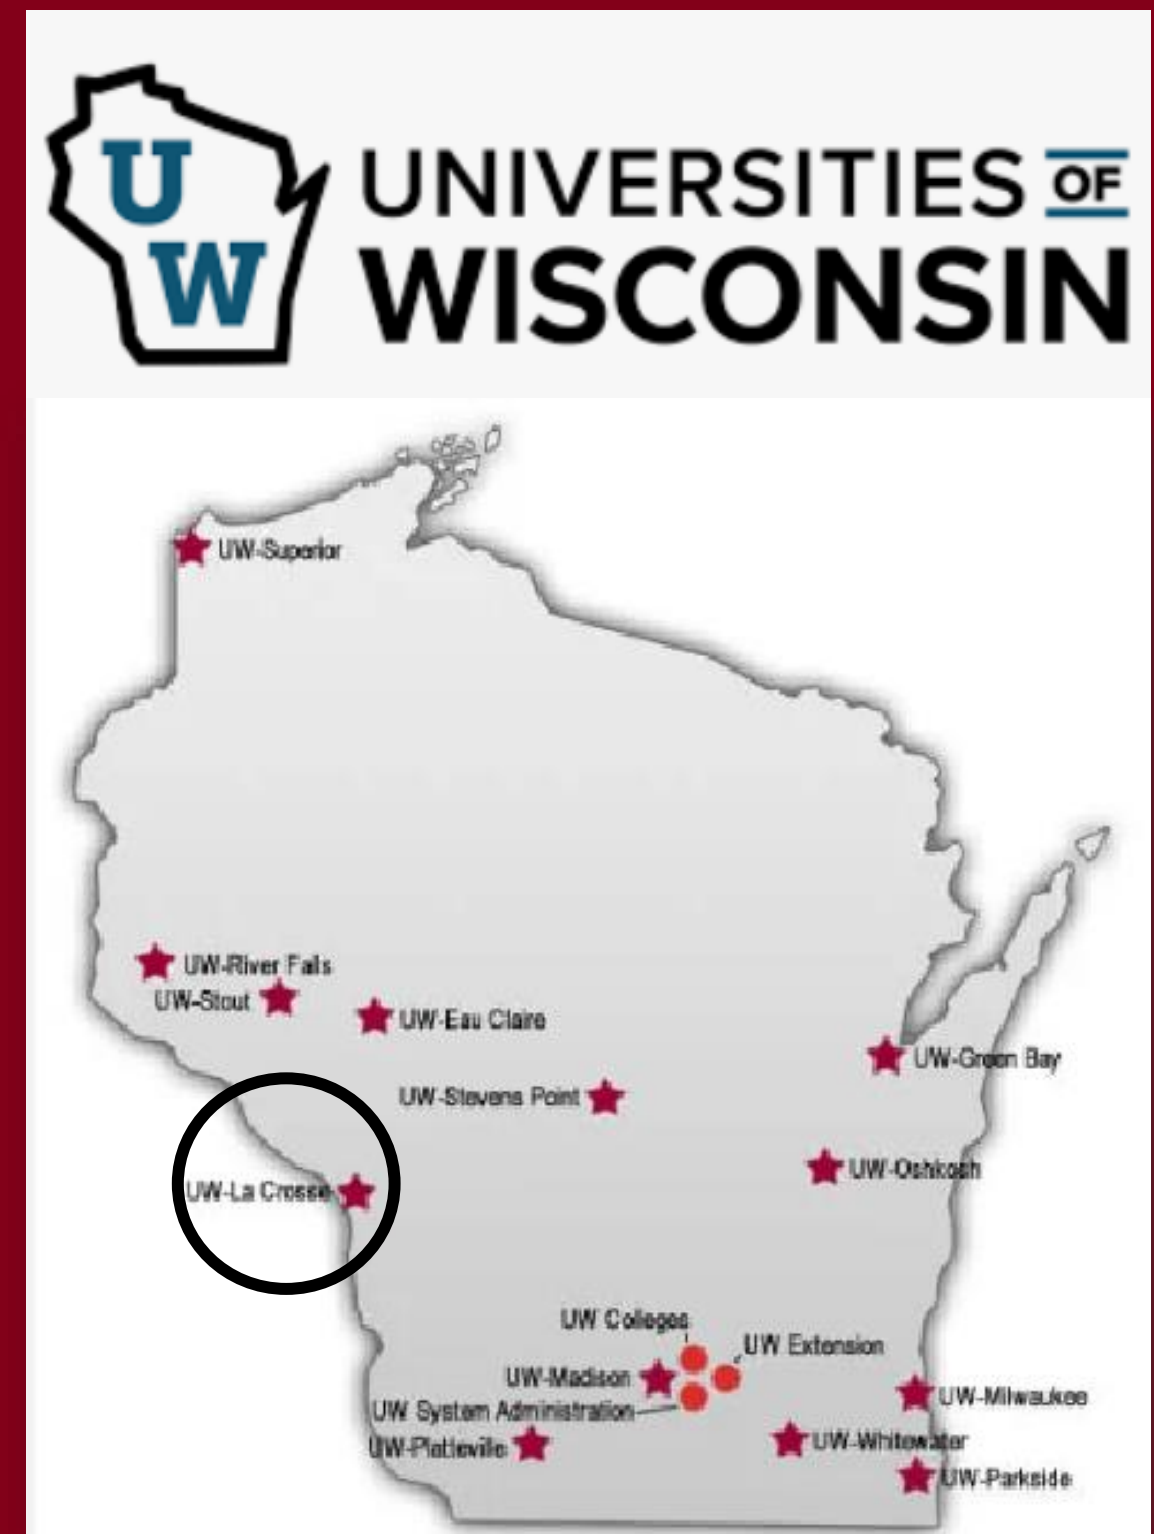 U
W
UNIVERSITIES OF
WISCONSIN
UW-Superior
UW-River Falls
UW-Stout
UW-Eau Claire
UW-Green Bay
UW-Stevens Point
UW-Oshkosh
UW-La Crosse
UW Colleges
UW Extension
UW-Madison
UW-Milwaukee
UW System Administration
UW-Platteville
UW-Whitewater
UW-Parkside